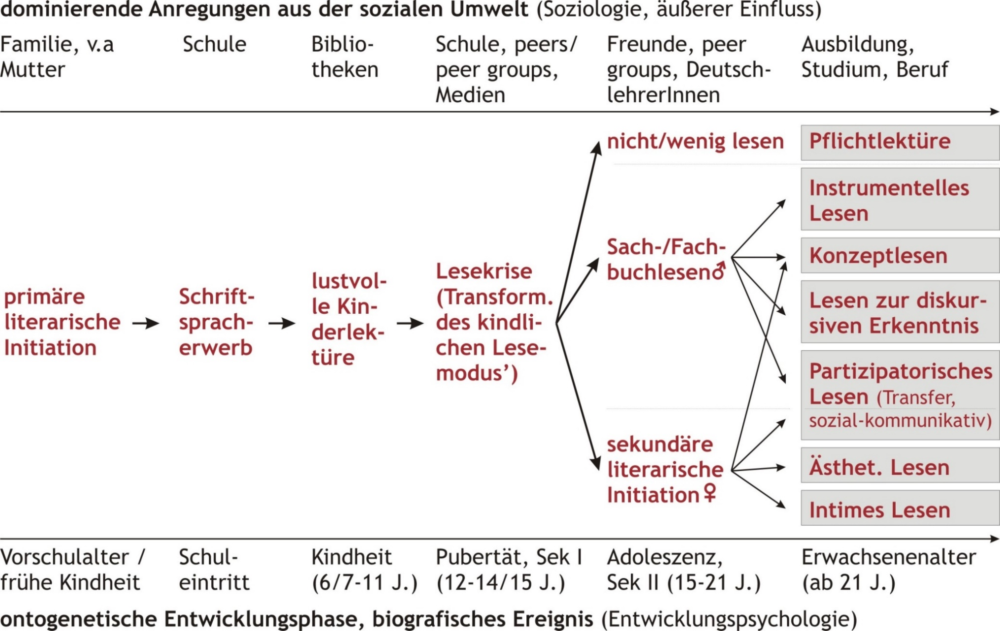 dominierende Anregungen aus der sozialen Umwelt (Soziologie, äußerer Einfluss)
Familie, v.a
Mutter
Schule
Biblio-
theken
Schule, peers/
peer groups,
Medien
Freunde, peer
groups, Deutsch-
lehrerInnen
Ausbildung,
Studium, Beruf
primäre
literarische
Initiation
Schrift-
sprach-
erwerb
lustvol-
le Kin-
derlek-
türe
Lesekrise
(Transform.
des kindli-
chen Lese-
modus’)
nicht/wenig lesen
Sach-/Fach-
buchlesen♂
sekundäre
literarische
Initiation♀
Pflichtlektüre
Instrumentelles
Lesen
Konzeptlesen
Lesen zur diskur-
siven Erkenntnis
Partizipatorisches
Lesen (Transfer,
sozial-kommunikativ)
Ästhet. Lesen
Intimes Lesen
Vorschulalter /
frühe Kindheit
Schul-
eintritt
Kindheit
(6/7-11 J.)
Pubertät, Sek I
(12-14/15 J.)
Adoleszenz,
Sek II (15-21 J.)
Erwachsenenalter
(ab 21 J.)
ontogenetische Entwicklungsphase, biografisches Ereignis (Entwicklungspsychologie)